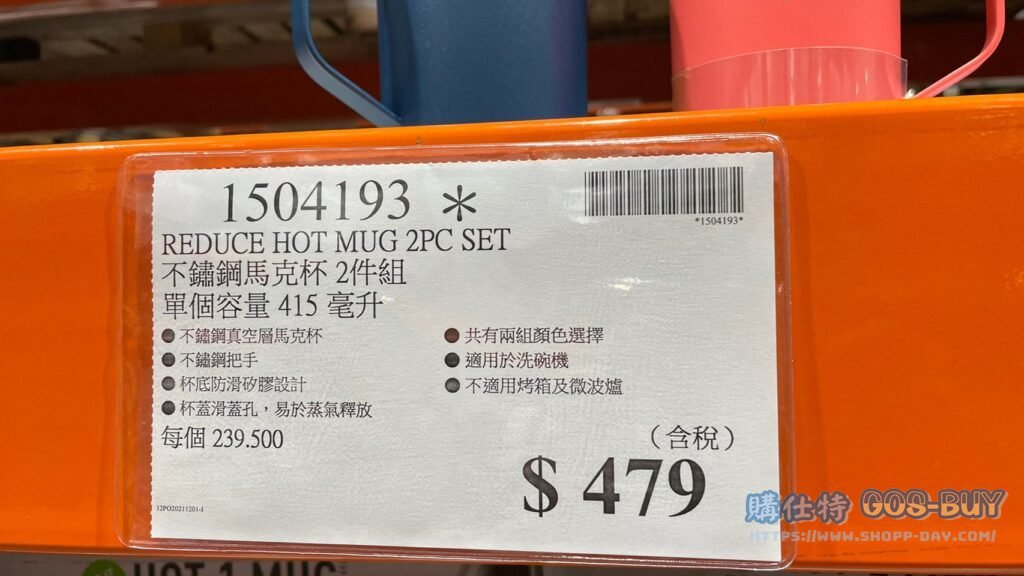 1504193 *
*1504193*
REDUCE HOT MUG 2PC SET
不鏽鋼馬克杯 2件組
單個容量 415 毫升
●不鏽鋼真空層馬克杯
●不鏽鋼把手
●杯底防滑矽膠設計
●杯蓋滑蓋孔，易於蒸氣釋放
●共有兩組顏色選擇
●適用於洗碗機
●不適用烤箱及微波爐
每個 239.500
（含稅）
$ 479
32PO20211201-1
購仕特 GOS-BUY
HTTPS://WWW.SHOPP-DAY.COM/
HOT 1 MUG